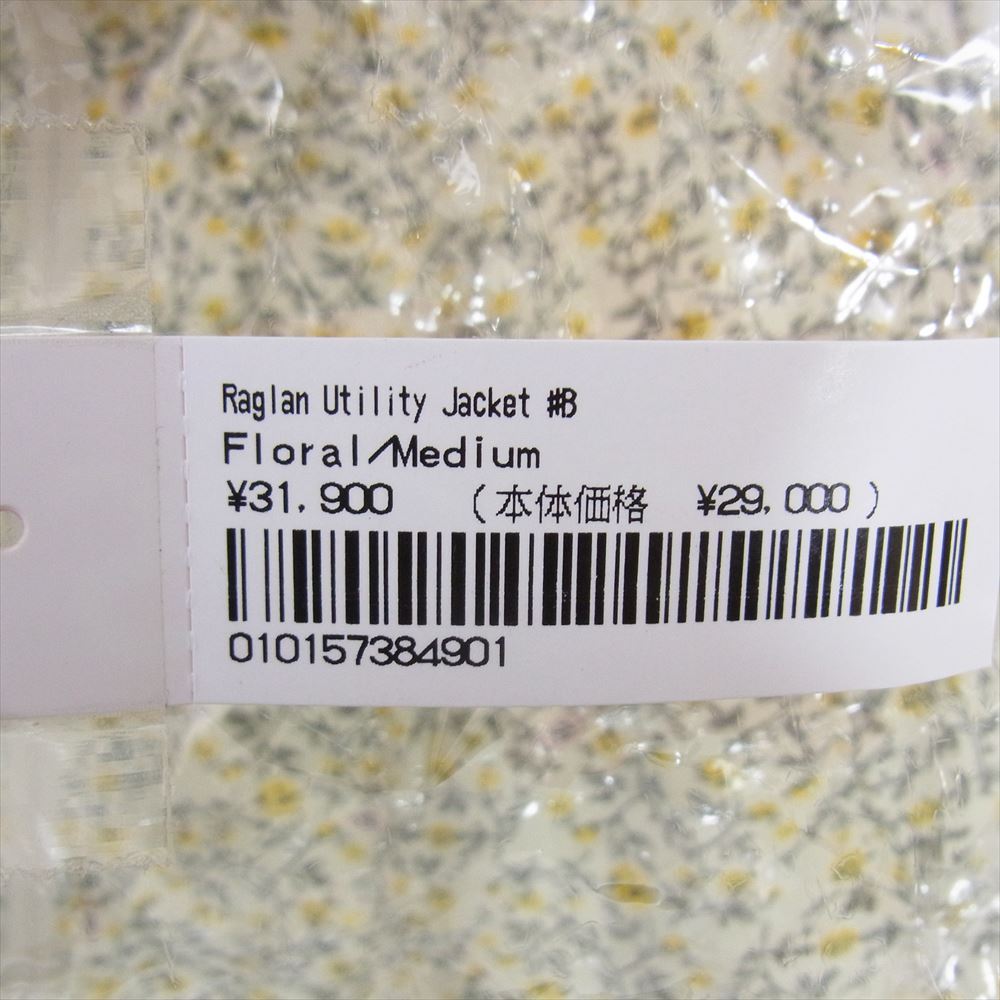 Raglan Utility Jacket #B
Floral/Medium
¥31,900 (本体価格 ¥29,000)
010157384901